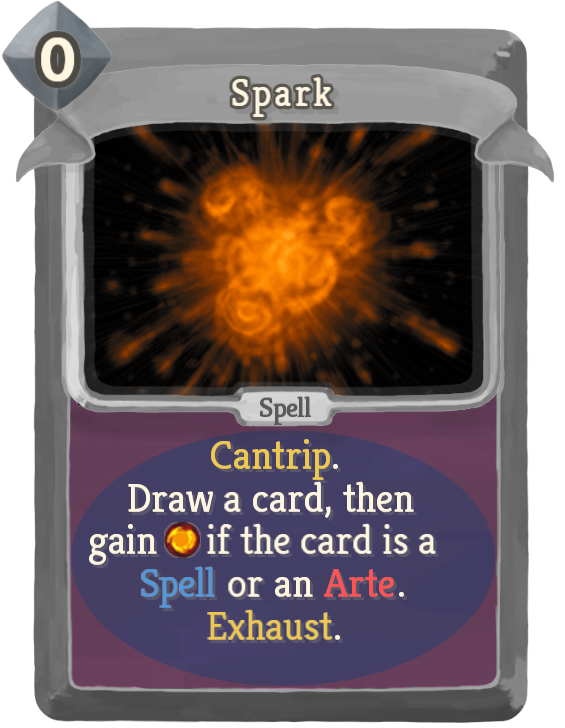 0
Spark
Spell
Cantrip.
Draw a card, then
gain if the card is a
Spell or an Arte.
Exhaust.